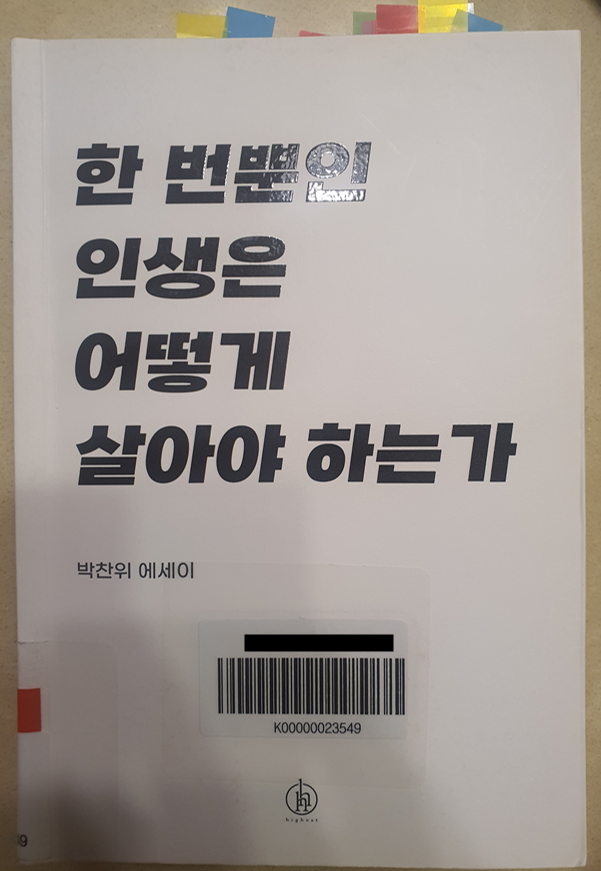 한 번뿐인
인생은
어떻게
살아야 하는가
박찬위 에세이
K00000023549
highest